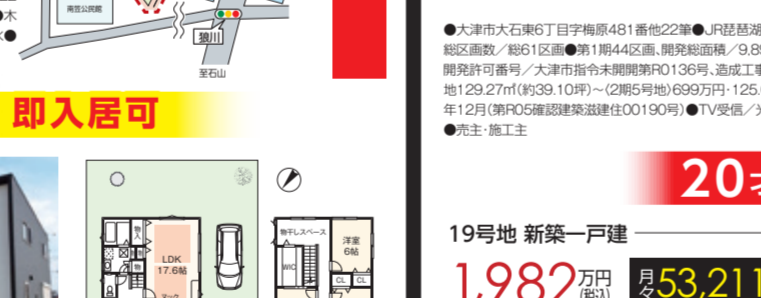 木
南笠公民館
狼川
至石山
即入居可
LDK
17.6帖
物入
物
物干しスペース
洋室
6帖
WIC
CL
CL
●大津市大石東6丁目字梅原481番他22筆●JR琵琶湖
総区画数／総61区画●第1期44区画、開発総面積／9.89
開発許可番号／大津市指令未開開第R0136号、造成工事
地129.27㎡(約39.10坪)〜〈2期5号地〉699万円・125.
年12月(第R05確認建築滋建住00190号)●TV受信／光
●売主・施工主
20
19号地 新築一戸建
1,982万円(税込)
月々53,211